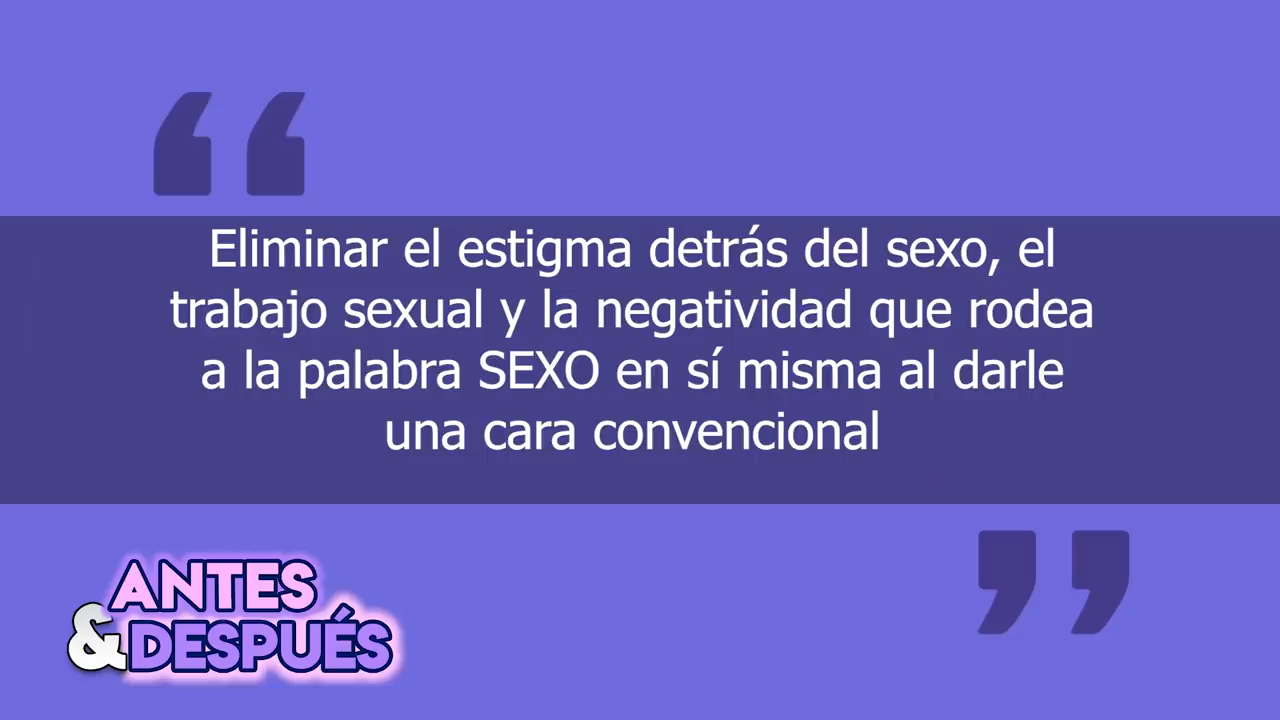 “
Eliminar el estigma detrás del sexo, el
trabajo sexual y la negatividad que rodea
a la palabra SEXO en sí misma al darle
una cara convencional
”
ANTES
&DESPUÉS